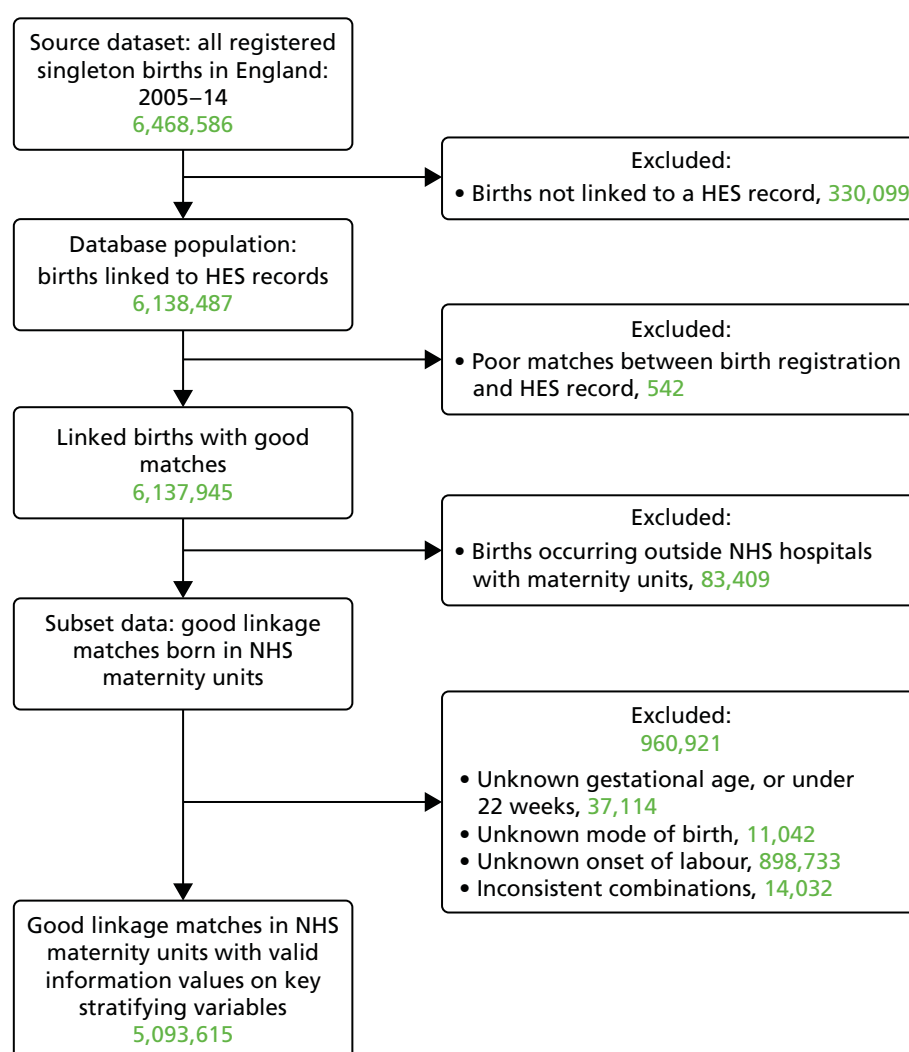 Source dataset: all registered
singleton births in England:
2005–14
6,468,586
Excluded:
• Births not linked to a HES record, 330,099
Database population:
births linked to HES records
6,138,487
Excluded:
• Poor matches between birth registration
and HES record, 542
Linked births with good
matches
6,137,945
Excluded:
• Births occurring outside NHS hospitals
with maternity units, 83,409
Subset data: good linkage
matches born in NHS
maternity units
Excluded:
960,921
• Unknown gestational age, or under
22 weeks, 37,114
• Unknown mode of birth, 11,042
• Unknown onset of labour, 898,733
• Inconsistent combinations, 14,032
Good linkage matches in NHS
maternity units with valid
information values on key
stratifying variables
5,093,615